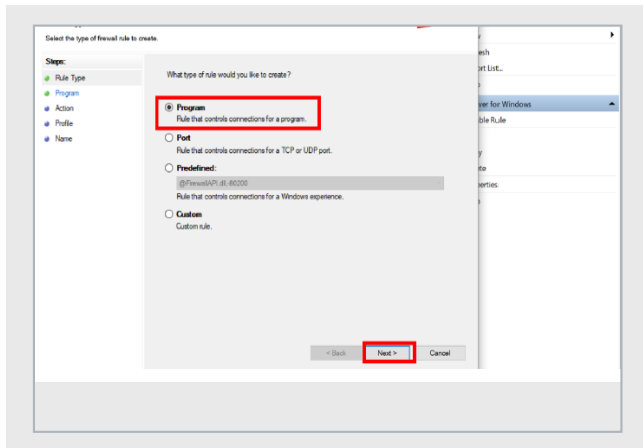 Select the type of firewall rule to create.
Steps:
Rule Type
Program
Action
Profile
Name
What type of rule would you like to create?
Program
Rule that controls connections for a program.
Port
Rule that controls connections for a TCP or UDP port.
Predefined:
@FirewallAPI.dll,-80200
Rule that controls connections for a Windows experience.
Custom
Custom rule.
< Back
Next >
Cancel
esh
ort List...
ver for Windows
ble Rule
y
ete
perties